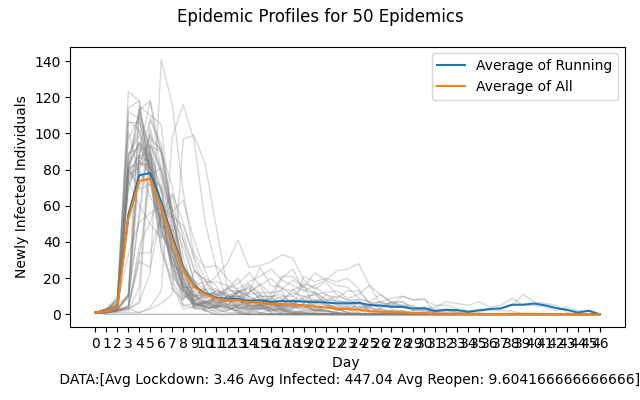 Epidemic Profiles for 50 Epidemics
Average of Running
Average of All
140
120
100
80
60
40
20
0
Newly Infected Individuals
0 1 2 3 4 5 6 7 8 9 10 11 12 13 14 15 16 17 18 19 20 21 22 23 24 25 26 27 28 29 30 31 32 33 34 35 36 37 38 39 40 41 42 43 44 45 46
Day
DATA:[Avg Lockdown: 3.46 Avg Infected: 447.04 Avg Reopen: 9.604166666666666]